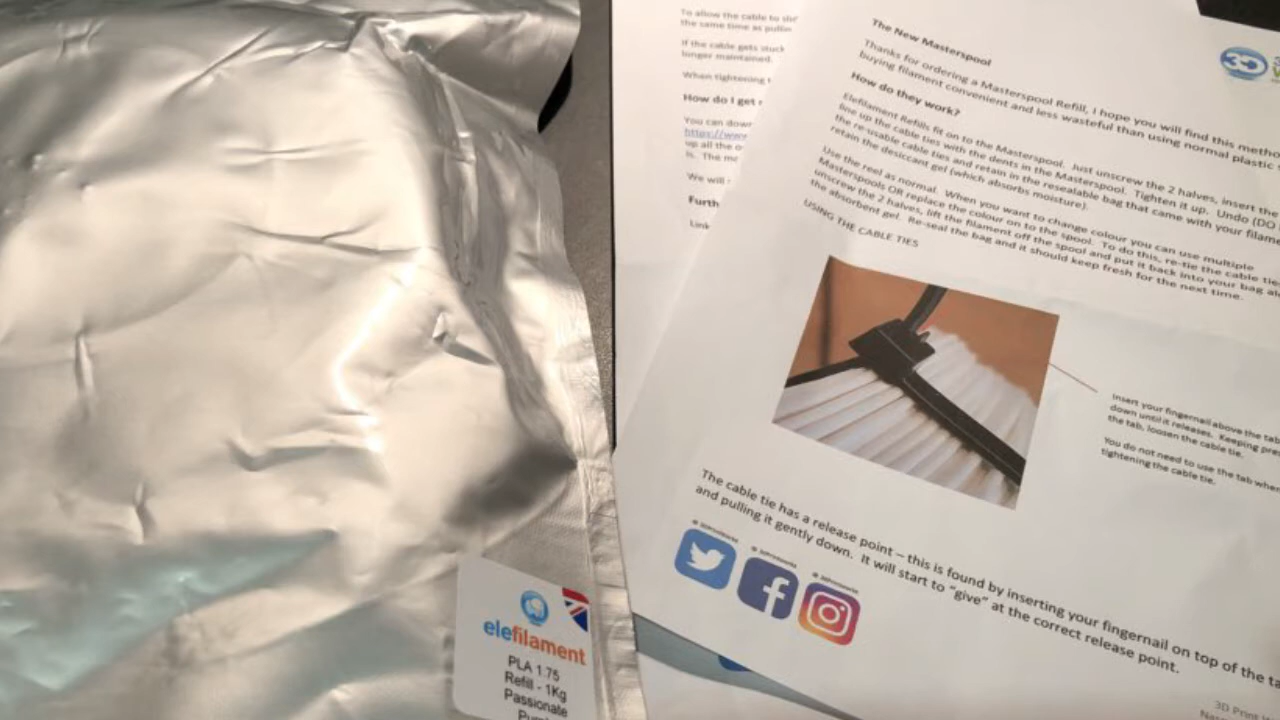 To allow the cable to
the same time as
If the cable gets stuck
longer maintained.
When tightening
How do I get
You can
https://www
up all the
is. The
We will
Furth
Link
The New Masterspool
Thanks for ordering a Masterspool Refill, I hope you will find this
buying filament convenient and less wasteful than using normal plastic
How do they work?
Elefilament Refills fit on to the Masterspool. Just unscrew the 2 halves, insert the
line up the cable ties with the dents in the Masterspool. Tighten it up. Undo (DO
the re-usable cable ties and retain in the resealable bag that came with your
retain the desiccant gel (which absorbs moisture).
Use the reel as normal. When you want to change colour you can use multiple
Masterspools OR replace the colour on to the spool. To do this, re-tie the cable
unscrew the 2 halves, lift the filament off the spool and put it back into your bag
the absorbent gel. Re-seal the bag and it should keep fresh for the next time.
USING THE CABLE TIES
Insert your fingernail above the tab
down until it releases. Keeping
the tab, loosen the cable tie.
You do not need to use the tab when
tightening the cable tie.
The cable tie has a release point – this is found by inserting your fingernail on top of the
and pulling it gently down. It will start to "give" at the correct release point.
3D Print
elefilament
PLA 1.75
Refill - 1Kg
Passionate